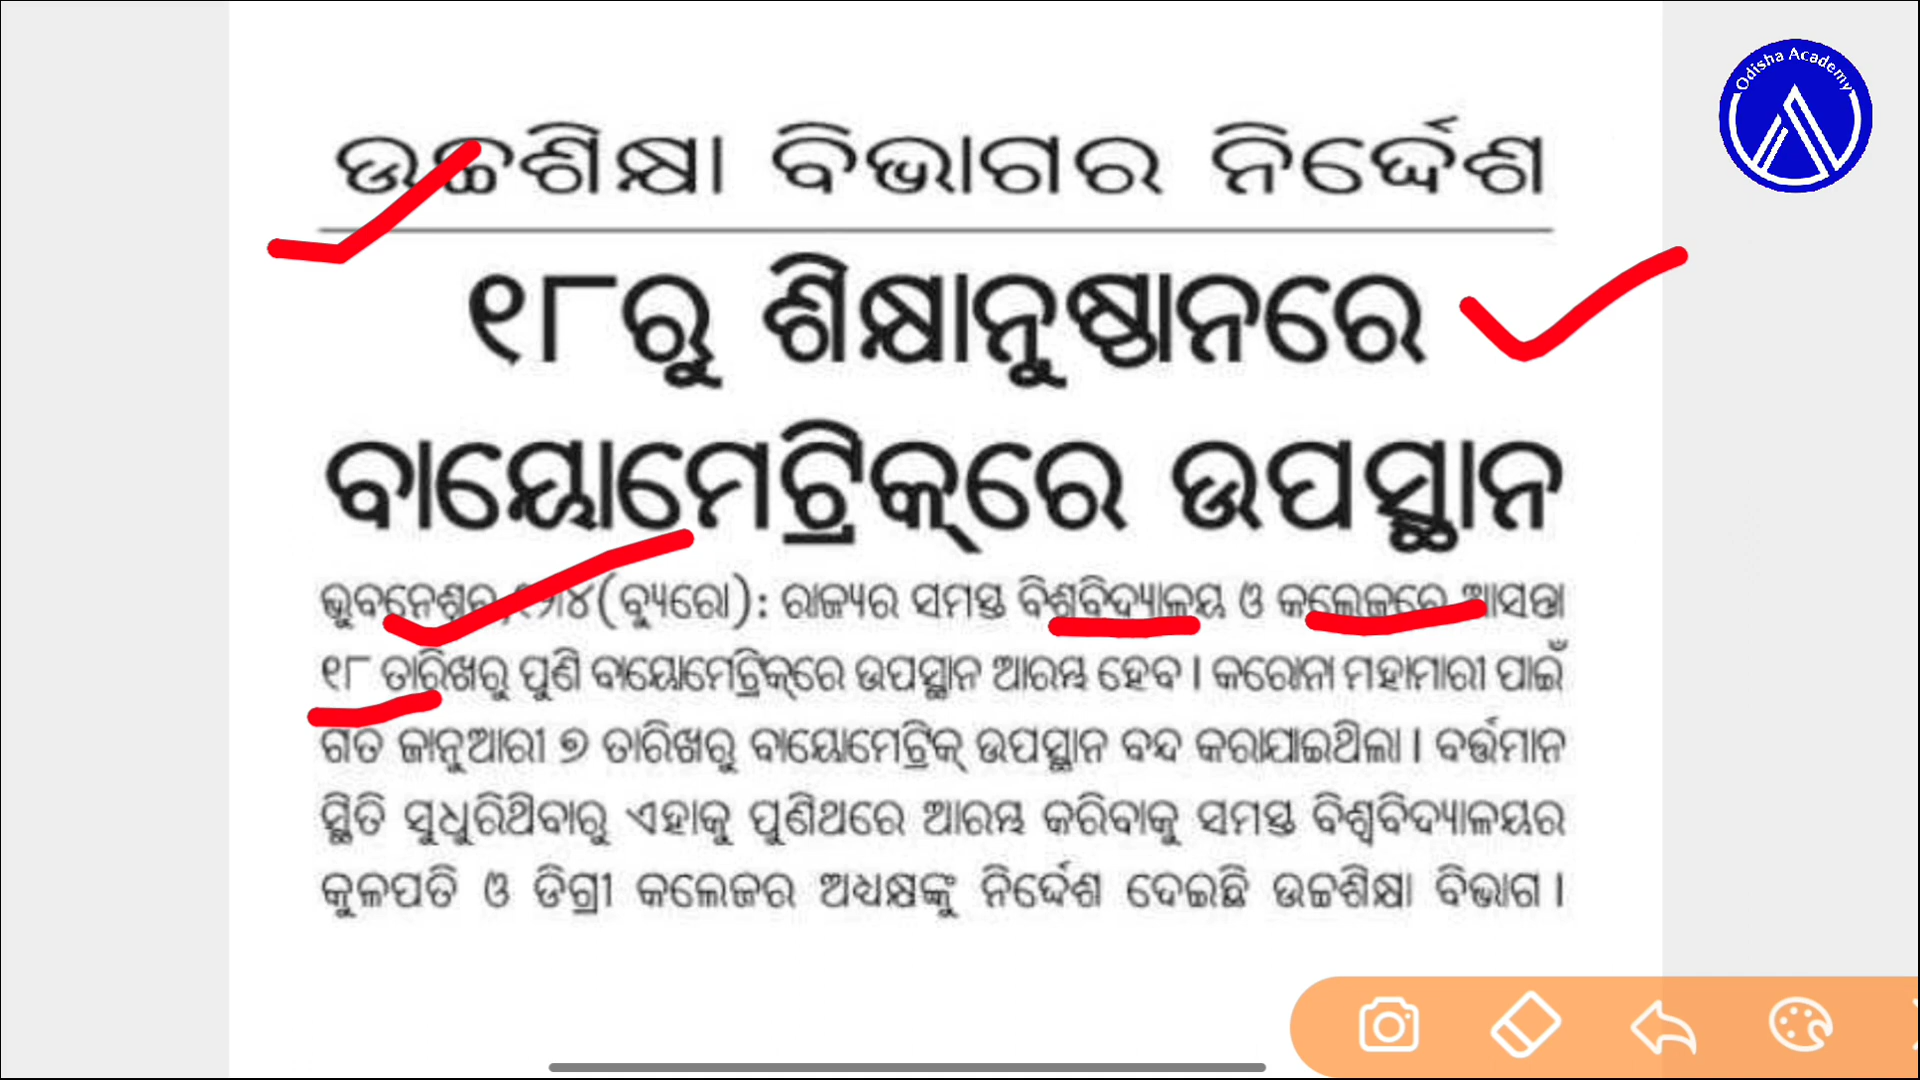 Odisha Academy
ଉଚ୍ଚଶିକ୍ଷା ବିଭାଗର ନିର୍ଦ୍ଦେଶ
୧୮ରୁ ଶିକ୍ଷାନୁଷ୍ଠାନରେ
ବାୟୋମେଟ୍ରିକ୍‌ରେ ଉପସ୍ଥାନ
ଭୁବନେଶ୍ୱର, (ବ୍ୟୁରୋ): ରାଜ୍ୟର ସମସ୍ତ ବିଶ୍ୱବିଦ୍ୟାଳୟ ଓ କଲେଜରେ ଆସନ୍ତା
୧୮ ତାରିଖରୁ ପୁଣି ବାୟୋମେଟ୍ରିକ୍‌ରେ ଉପସ୍ଥାନ ଆରମ୍ଭ ହେବ । କରୋନା ମହାମାରୀ ପାଇଁ
ଗତ ଜାନୁଆରୀ ୭ ତାରିଖରୁ ବାୟୋମେଟ୍ରିକ୍ ଉପସ୍ଥାନ ବନ୍ଦ କରାଯାଇଥିଲା । ବର୍ତ୍ତମାନ
ସ୍ଥିତି ସୁଧୁରିଥିବାରୁ ଏହାକୁ ପୁଣିଥରେ ଆରମ୍ଭ କରିବାକୁ ସମସ୍ତ ବିଶ୍ୱବିଦ୍ୟାଳୟର
କୁଳପତି ଓ ଡିଗ୍ରୀ କଲେଜର ଅଧ୍ୟକ୍ଷଙ୍କୁ ନିର୍ଦ୍ଦେଶ ଦେଇଛି ଉଚ୍ଚଶିକ୍ଷା ବିଭାଗ ।